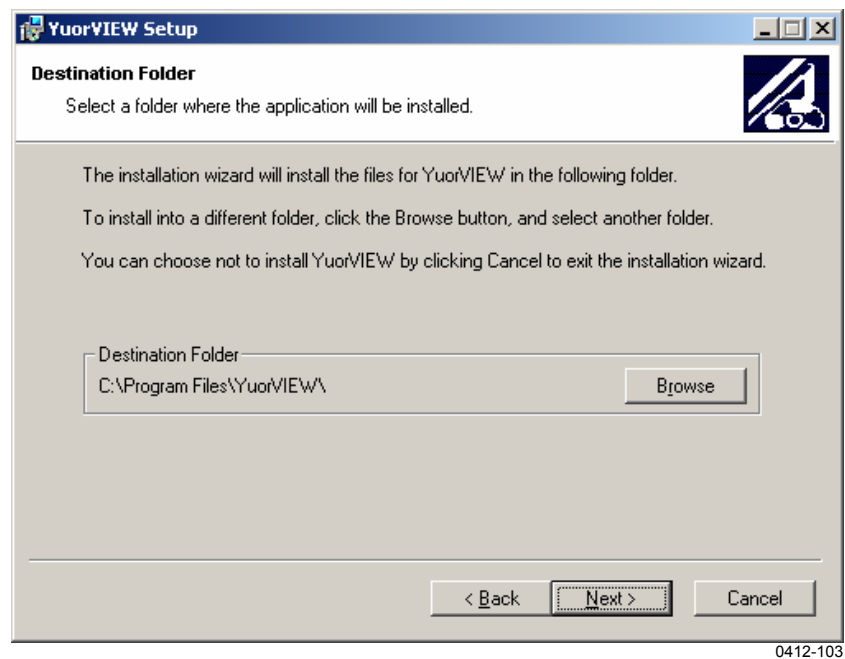 YuorVIEW Setup
Destination Folder
Select a folder where the application will be installed.
The installation wizard will install the files for YuorVIEW in the following folder.
To install into a different folder, click the Browse button, and select another folder.
You can choose not to install YuorVIEW by clicking Cancel to exit the installation wizard.
Destination Folder
C:\Program Files\YuorVIEW\
Browse
< Back
Next >
Cancel
0412-103